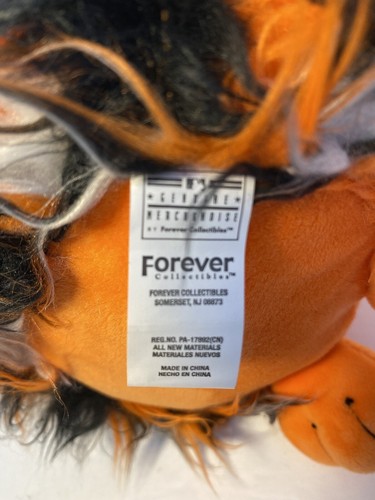 ★ GENUINE ★
MERCHANDISE
BY Forever Collectibles™
Forever
Collectibles™
FOREVER COLLECTIBLES
SOMERSET, NJ 08873
REG.NO. PA-17992(CN)
ALL NEW MATERIALS
MATERIALES NUEVOS
MADE IN CHINA
HECHO EN CHINA